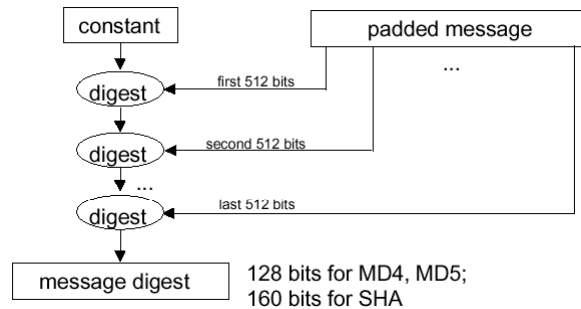 constant
padded message
...
first 512 bits
digest
second 512 bits
digest
...
last 512 bits
digest
message digest
128 bits for MD4, MD5;
160 bits for SHA